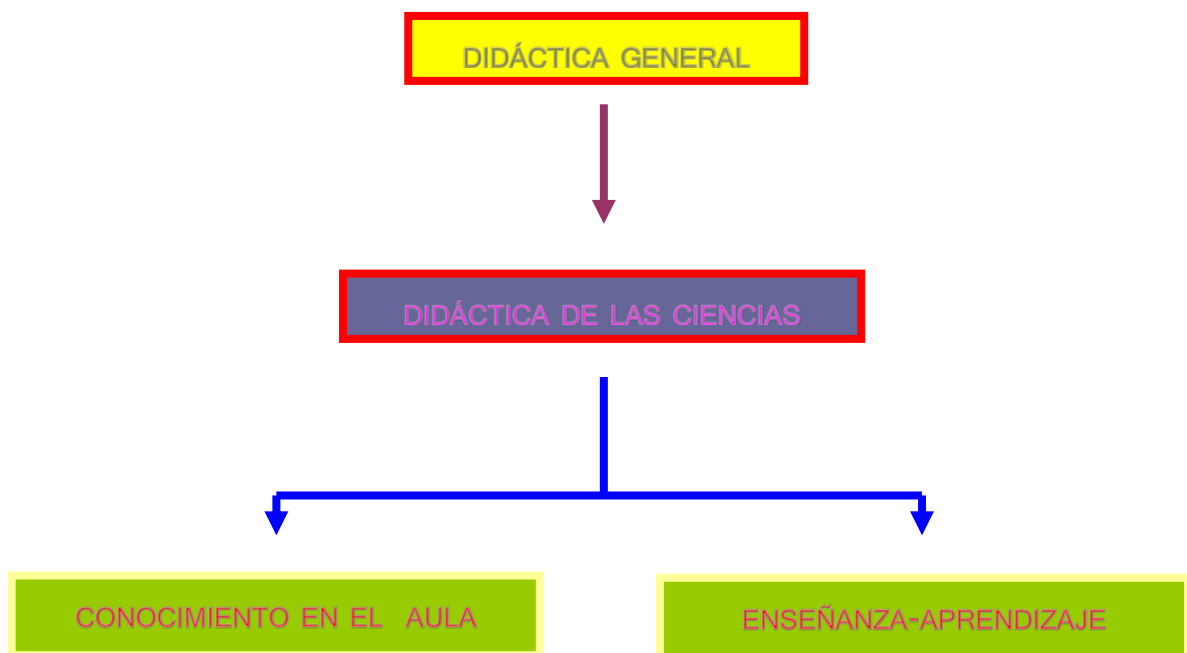 DIDÁCTICA GENERAL
DIDÁCTICA DE LAS CIENCIAS
CONOCIMIENTO EN EL AULA
ENSEÑANZA-APRENDIZAJE